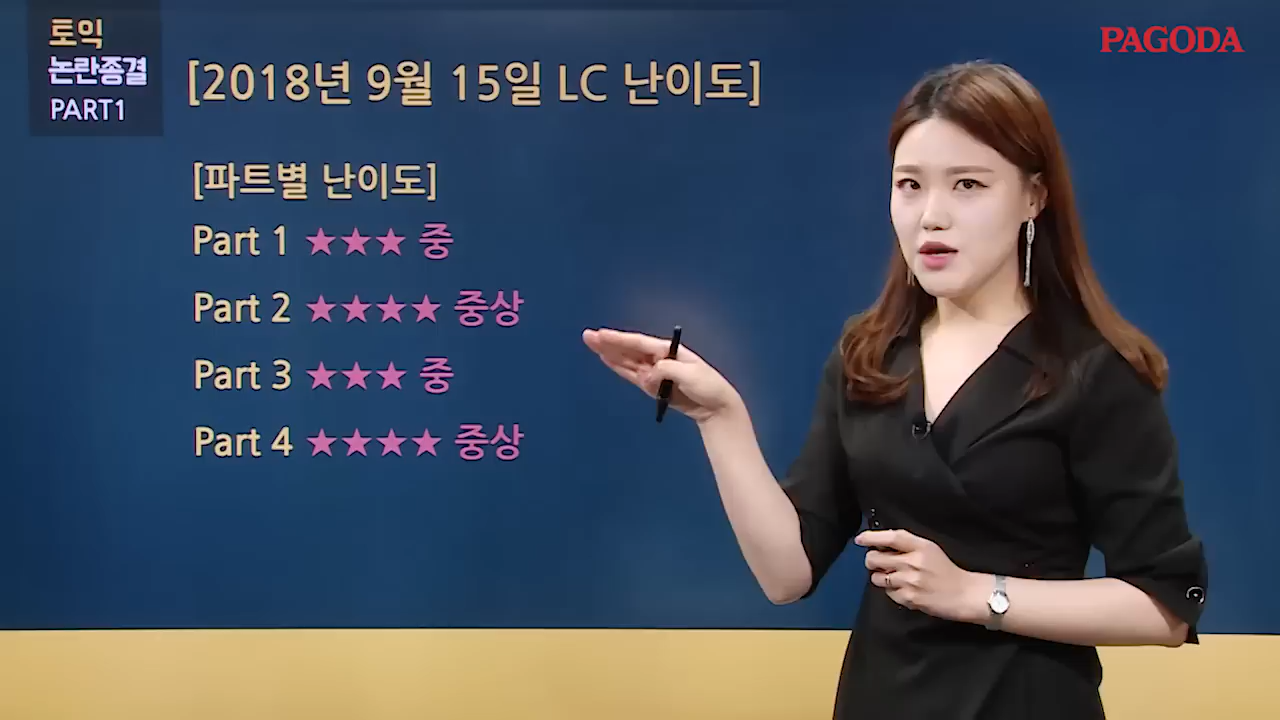 토익
논란종결
PART1
PAGODA
[2018년 9월 15일 LC 난이도]
[파트별 난이도]
Part 1 ★★★ 중
Part 2 ★★★★ 중상
Part 3 ★★★ 중
Part 4 ★★★★ 중상